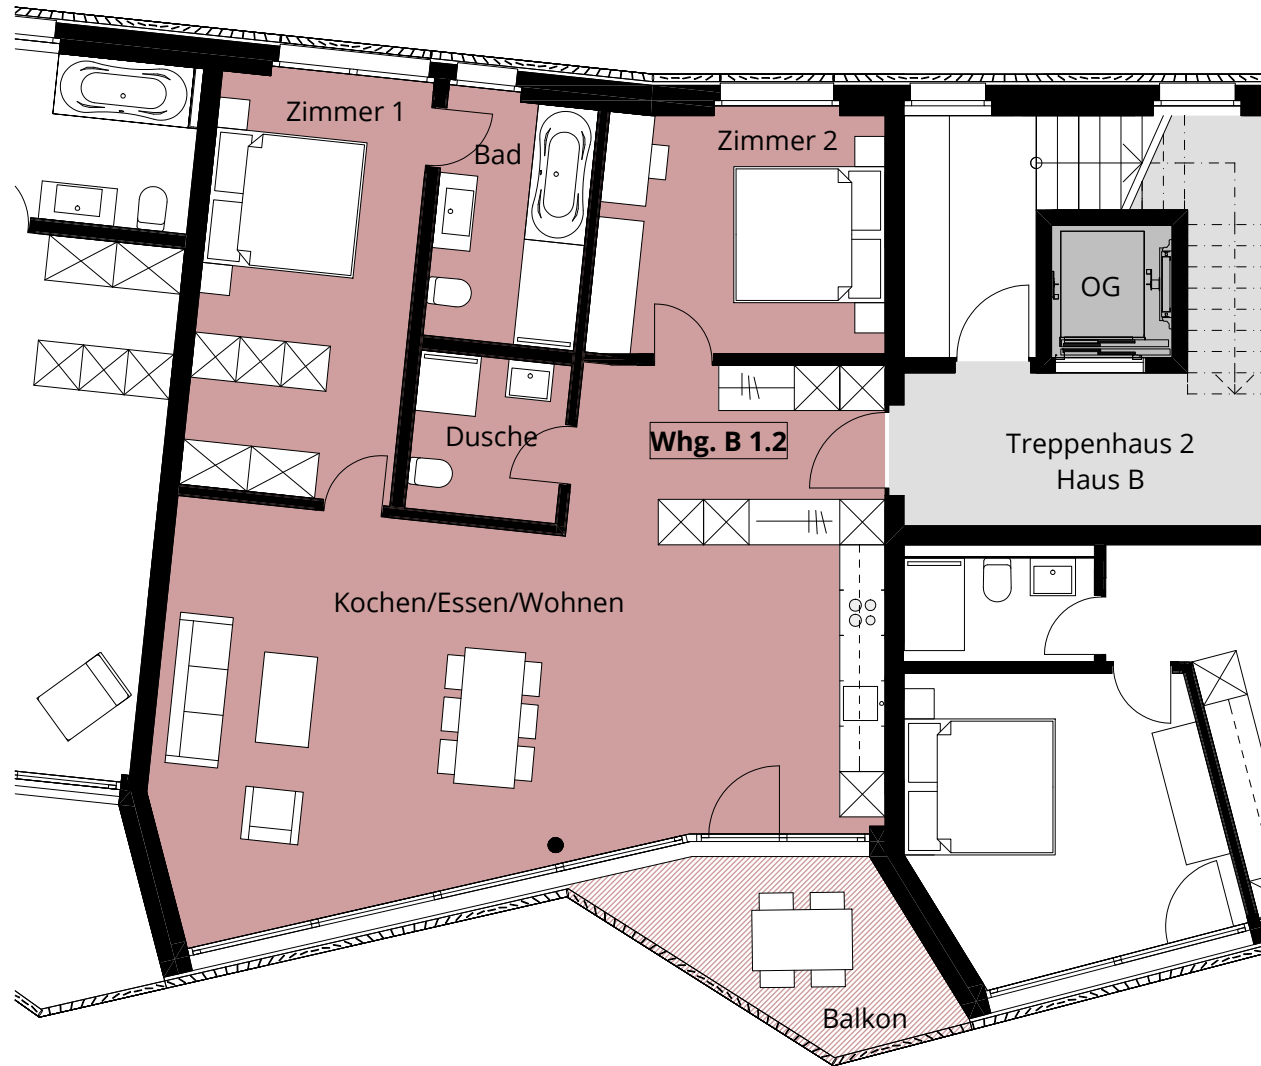 Zimmer 1
Zimmer 2
Bad
OG
Dusche
Whg. B 1.2
Treppenhaus 2
Haus B
Kochen/Essen/Wohnen
Balkon